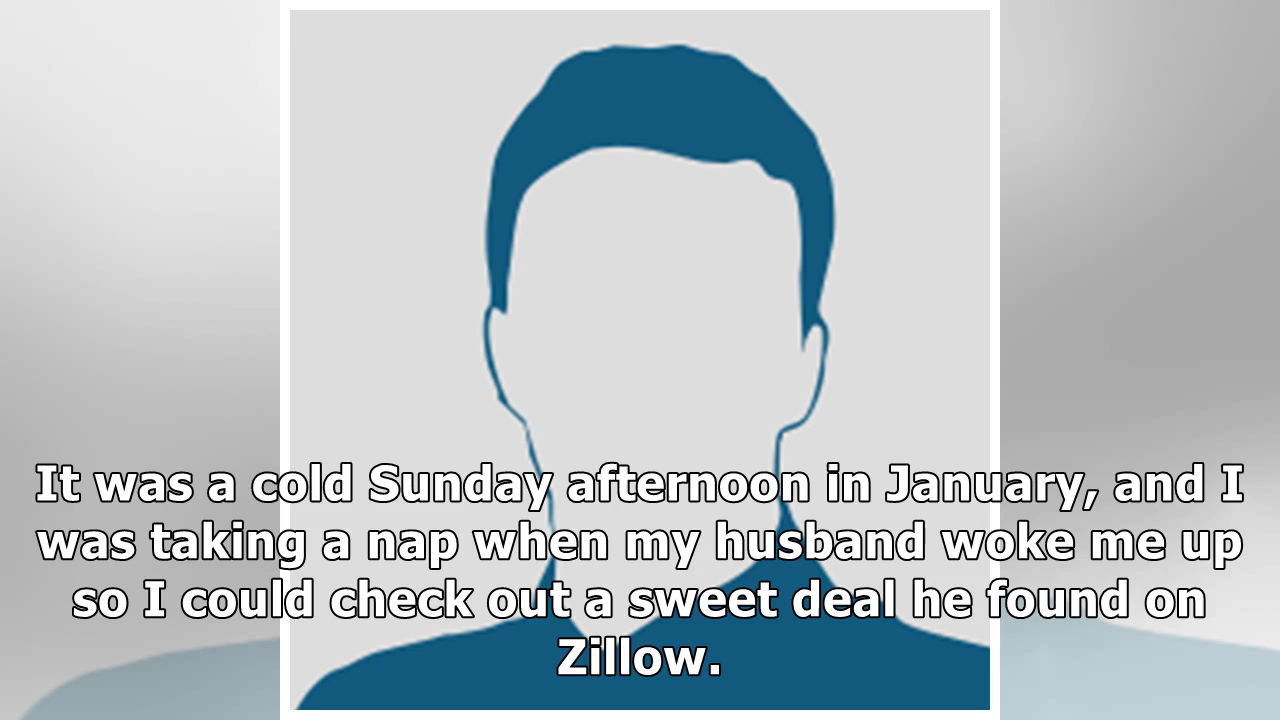 It was a cold Sunday afternoon in January, and I
was taking a nap when my husband woke me up
so I could check out a sweet deal he found on
Zillow.